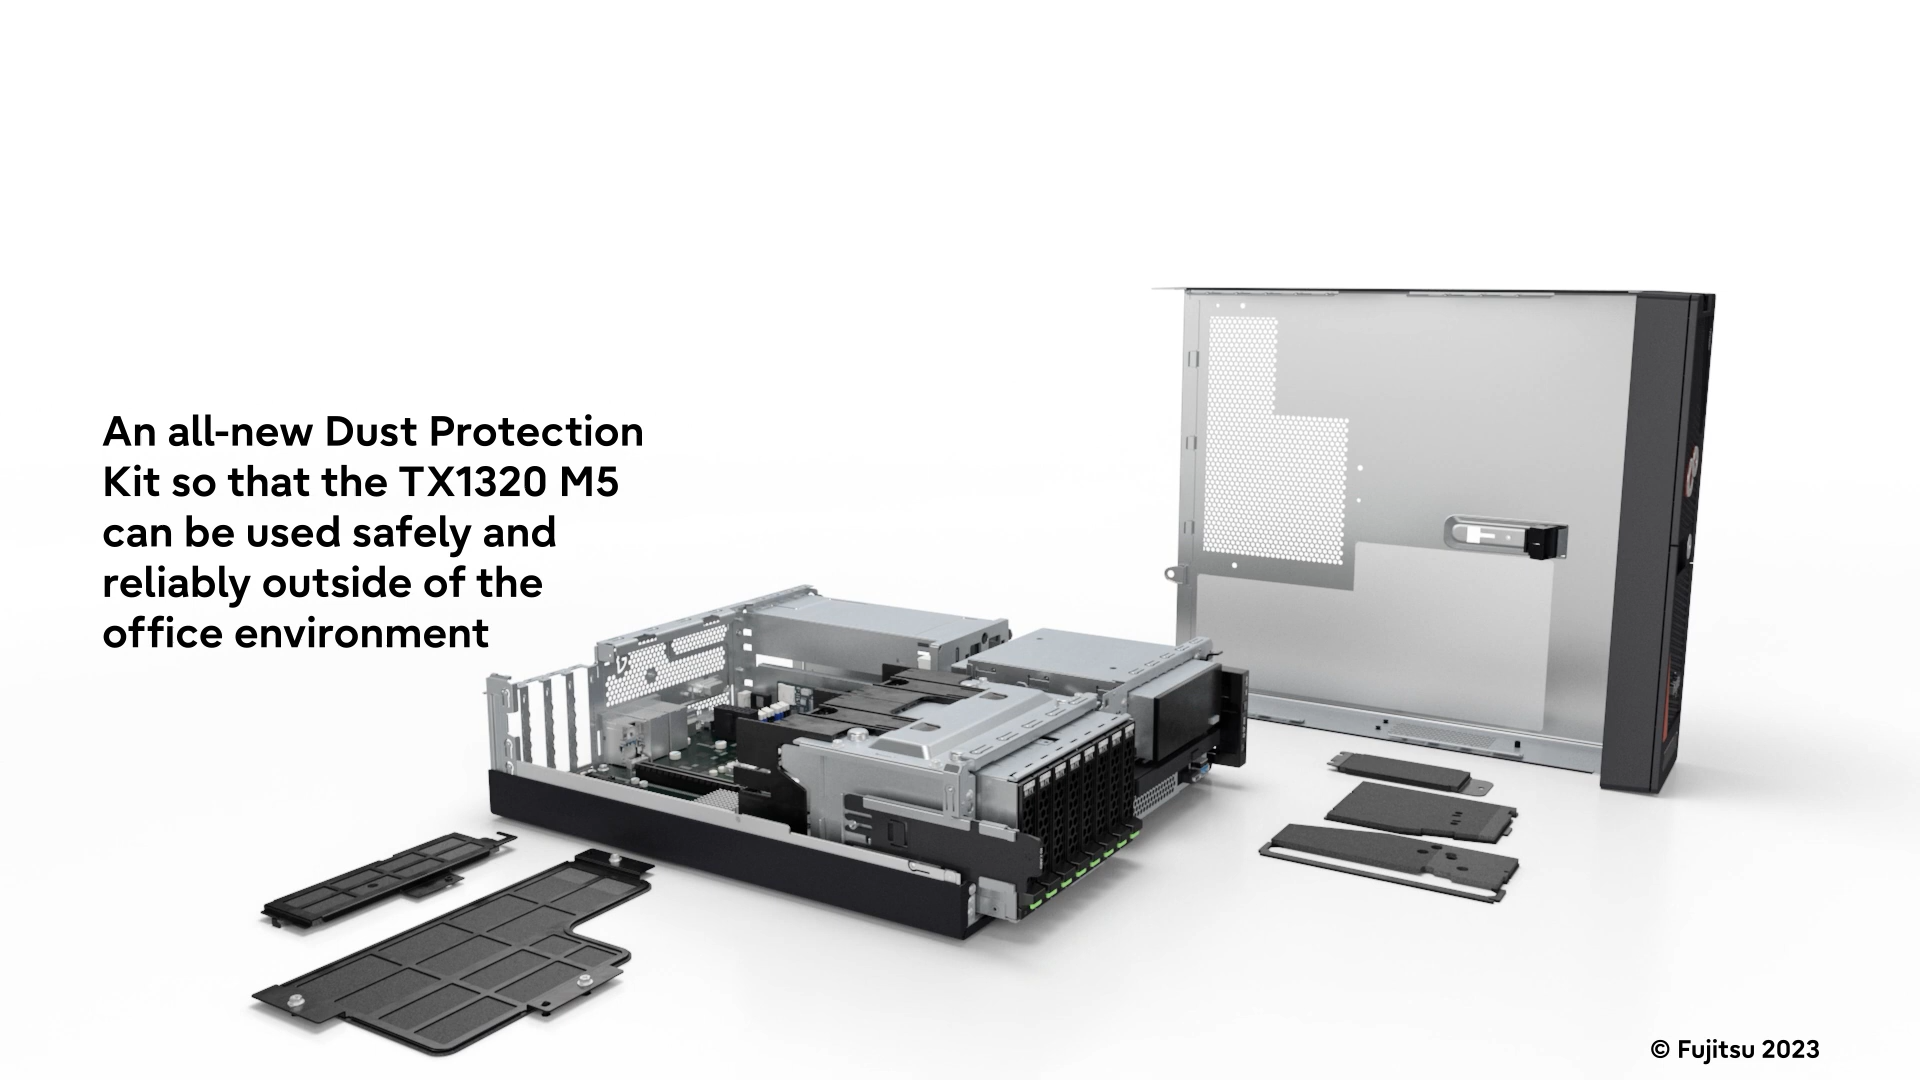 An all-new Dust Protection
Kit so that the TX1320 M5
can be used safely and
reliably outside of the
office environment
© Fujitsu 2023